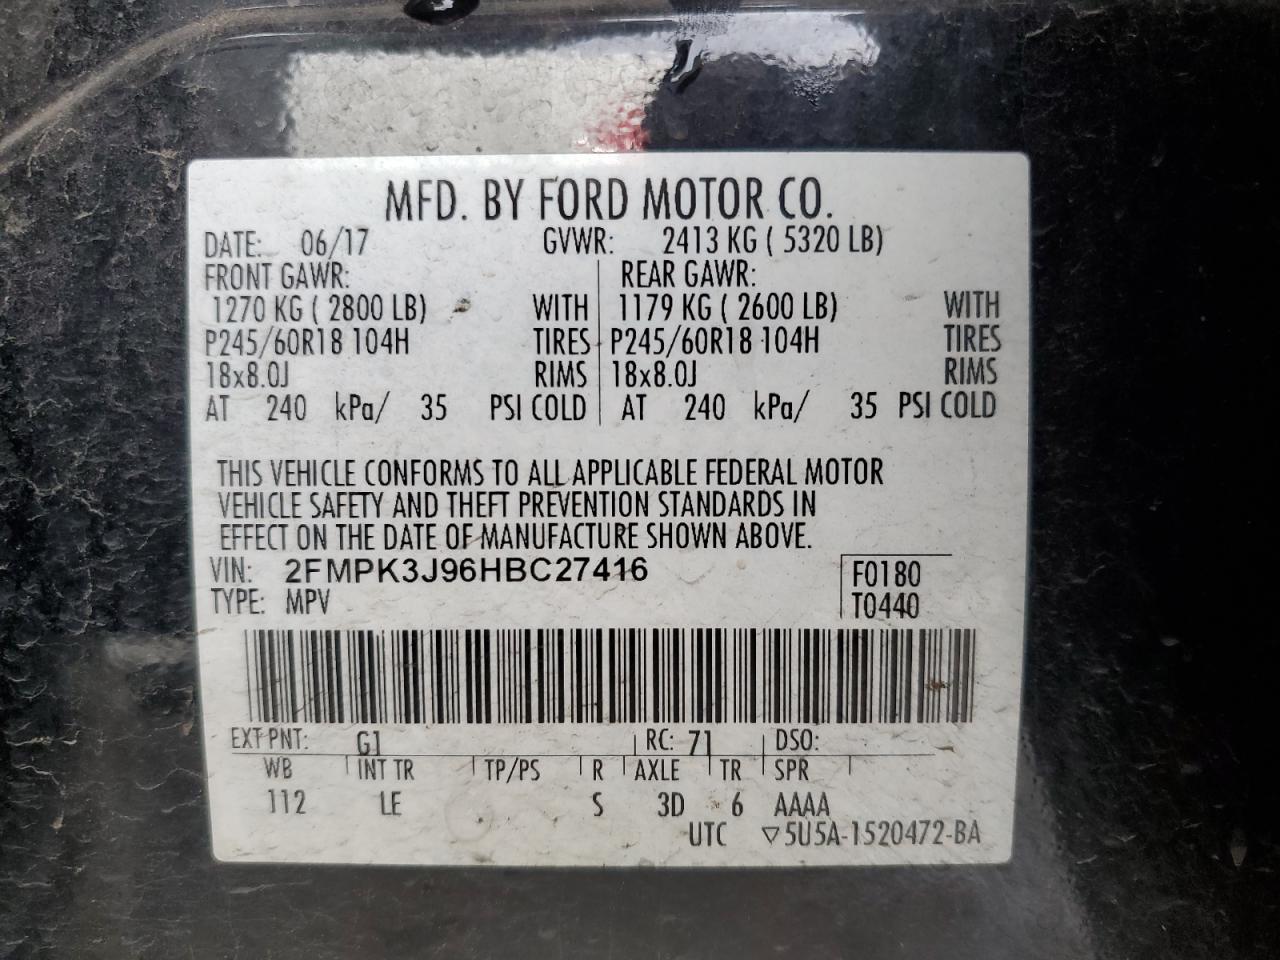 MFD. BY FORD MOTOR CO.
DATE: 06/17 GVWR: 2413 KG ( 5320 LB)
FRONT GAWR: REAR GAWR:
1270 KG ( 2800 LB) WITH 1179 KG ( 2600 LB) WITH
P245/60R18 104H TIRES P245/60R18 104H TIRES
18x8.0J RIMS 18x8.0J RIMS
AT 240 kPa/ 35 PSI COLD AT 240 kPa/ 35 PSI COLD
THIS VEHICLE CONFORMS TO ALL APPLICABLE FEDERAL MOTOR
VEHICLE SAFETY AND THEFT PREVENTION STANDARDS IN
EFFECT ON THE DATE OF MANUFACTURE SHOWN ABOVE.
VIN: 2FMPK3J96HBC27416 F0180
TYPE: MPV T0440
EXT PNT: G1 RC: 71 DSO:
WB INT TR TP/PS R AXLE TR SPR
112 LE S 3D 6 AAAA
UTC ▽5U5A-1520472-BA